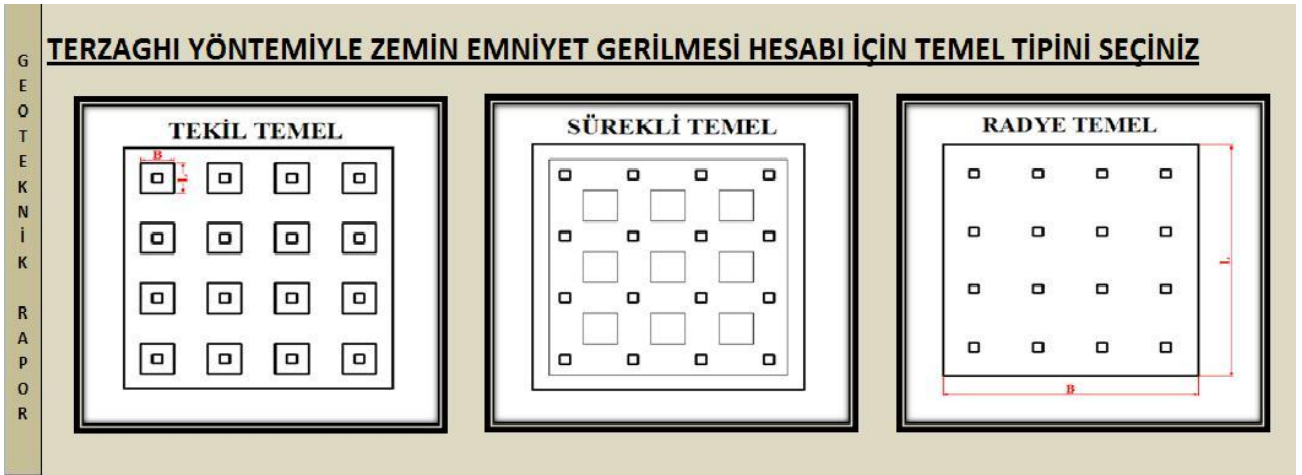 GEOTEKNİK RAPOR
TERZAGHI YÖNTEMİYLE ZEMİN EMNİYET GERİLMESİ HESABI İÇİN TEMEL TİPİNİ SEÇİNİZ
TEKİL TEMEL
B
L
SÜREKLİ TEMEL
RADYE TEMEL
L
B